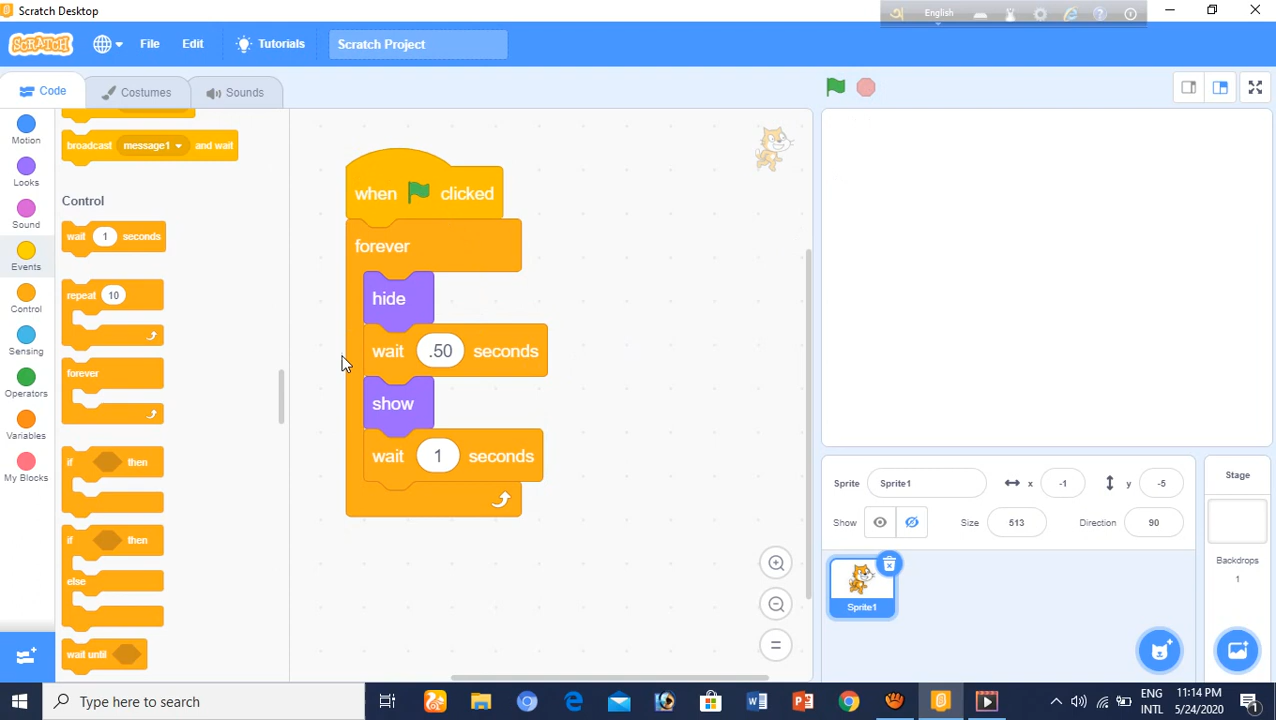 Scratch Desktop
English
SCRATCH
File
Edit
Tutorials
Scratch Project
Code
Costumes
Sounds
Motion
Looks
Sound
Events
Control
Sensing
Operators
Variables
My Blocks
broadcast message1 and wait
Control
wait 1 seconds
repeat 10
forever
if then
if then
else
wait until
when clicked
forever
hide
wait .50 seconds
show
wait 1 seconds
Sprite Sprite1 x -1 y -5
Show Size 513 Direction 90
Sprite1
Stage
Backdrops
1
Type here to search
ENG
INTL
11:14 PM
5/24/2020
1